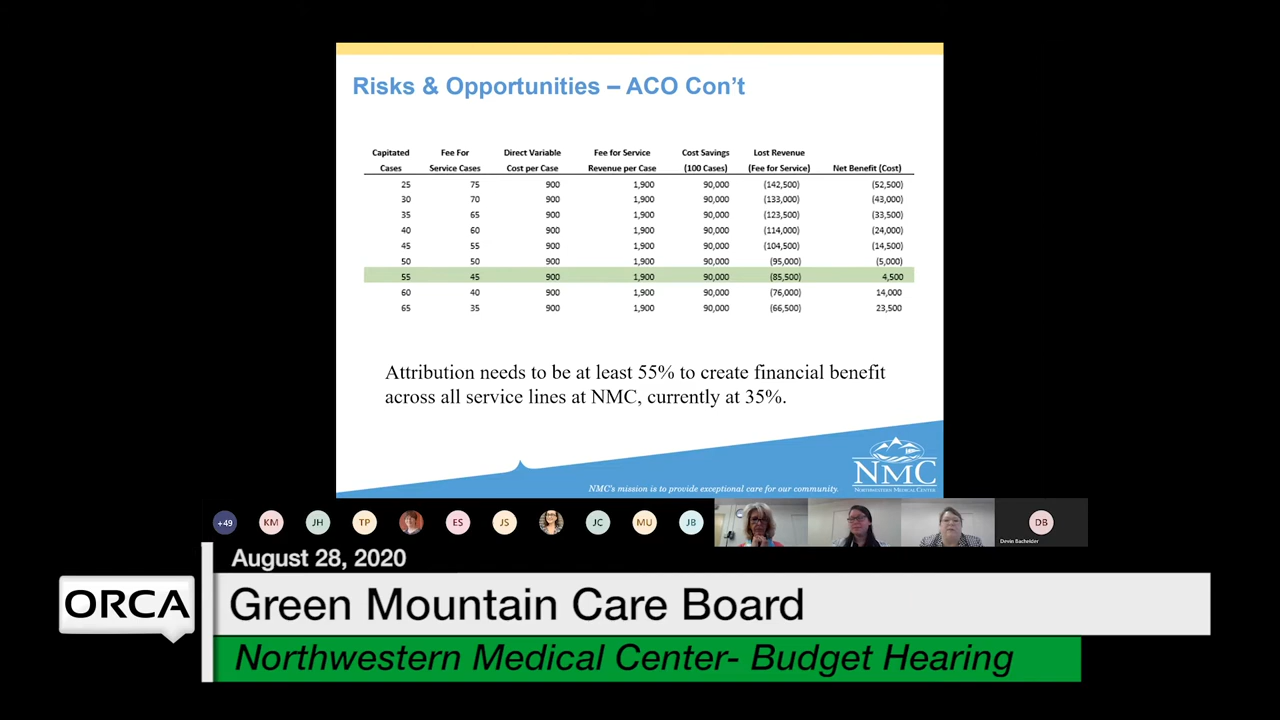 Risks & Opportunities – ACO Con’t
Capitated Fee For Direct Variable Fee for Service Cost Savings Lost Revenue
Cases Service Cases Cost per Case Revenue per Case (100 Cases) (Fee for Service) Net Benefit (Cost)
25 75 900 1,900 90,000 (142,500) (52,500)
30 70 900 1,900 90,000 (133,000) (43,000)
35 65 900 1,900 90,000 (123,500) (33,500)
40 60 900 1,900 90,000 (114,000) (24,000)
45 55 900 1,900 90,000 (104,500) (14,500)
50 50 900 1,900 90,000 (95,000) (5,000)
55 45 900 1,900 90,000 (85,500) 4,500
60 40 900 1,900 90,000 (76,000) 14,000
65 35 900 1,900 90,000 (66,500) 23,500
Attribution needs to be at least 55% to create financial benefit
across all service lines at NMC, currently at 35%.
NMC
NORTHWESTERN MEDICAL CENTER
NMC's mission is to provide exceptional care for our community.
+49 KM JH TP ES JS JC MU JB DB
Devin Bachelder
August 28, 2020
ORCA
Green Mountain Care Board
Northwestern Medical Center- Budget Hearing